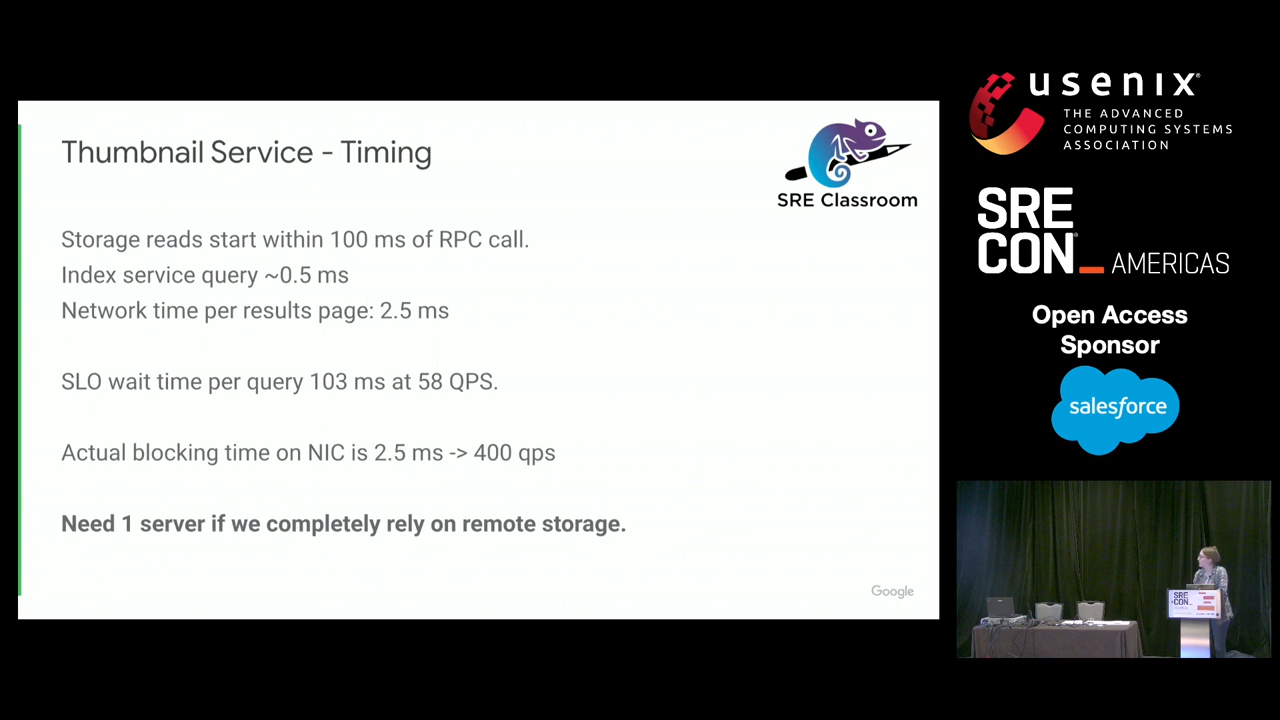 Thumbnail Service - Timing
SRE Classroom
Storage reads start within 100 ms of RPC call.
Index service query ~0.5 ms
Network time per results page: 2.5 ms
SLO wait time per query 103 ms at 58 QPS.
Actual blocking time on NIC is 2.5 ms -> 400 qps
Need 1 server if we completely rely on remote storage.
Google
usenix®
THE ADVANCED
COMPUTING SYSTEMS
ASSOCIATION
SRE
CON
AMERICAS
Open Access
Sponsor
salesforce
SRE
CON